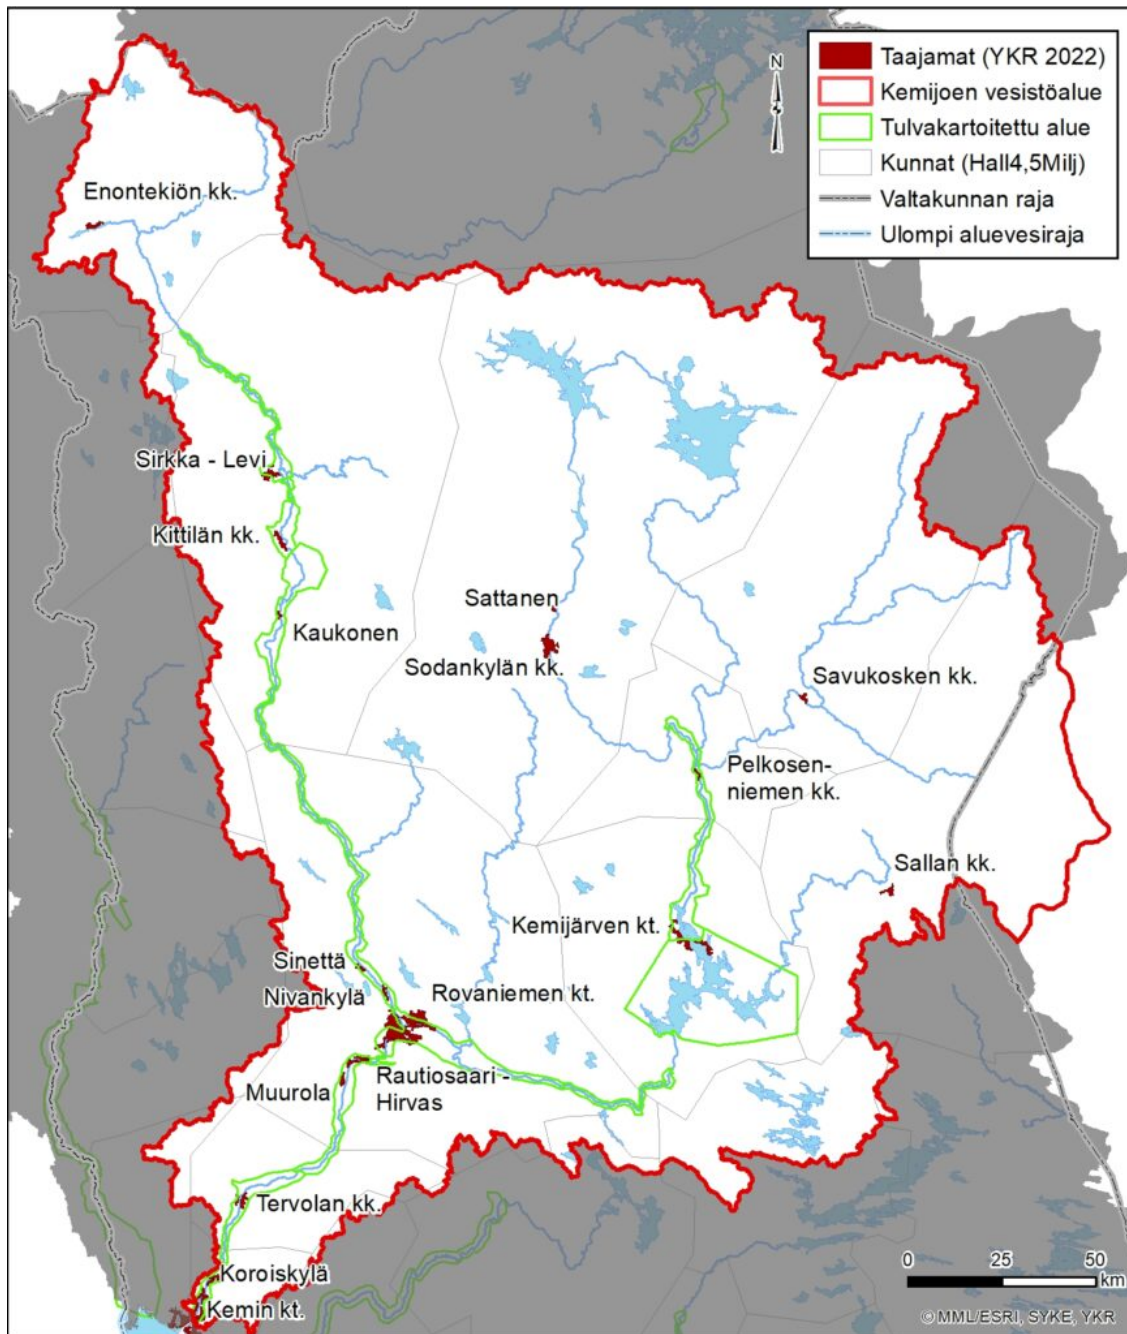 Taajamat (YKR 2022)
Kemijoen vesistöalue
Tulvakartoitettu alue
Kunnat (Hall4,5Milj)
Valtakunnan raja
Ulompi aluevesiraja
N
Enontekiön kk.
Sirkka - Levi
Kittilän kk.
Kaukonen
Sattanen
Sodankylän kk.
Savukosken kk.
Pelkosen-
niemen kk.
Sallan kk.
Kemijärven kt.
Sinettä
Nivankylä
Rovaniemen kt.
Muurola
Rautiosaari -
Hirvas
Tervolan kk.
Koroiskylä
Kemin kt.
0 25 50
km
© MML/ESRI, SYKE, YKR